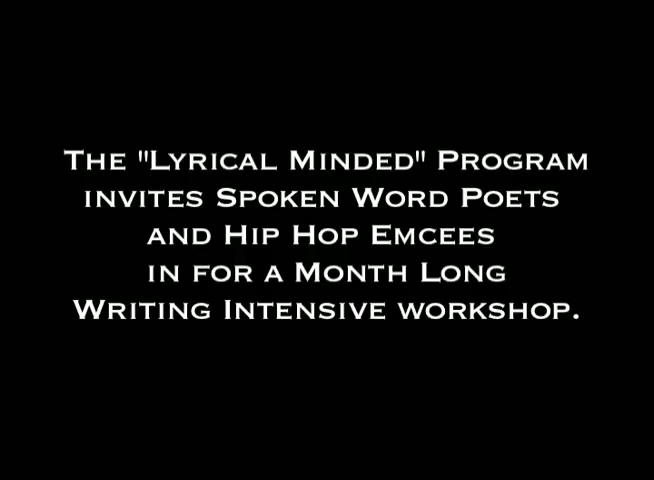 The "Lyrical Minded" Program
invites Spoken Word Poets
and Hip Hop Emcees
in for a Month Long
Writing Intensive workshop.